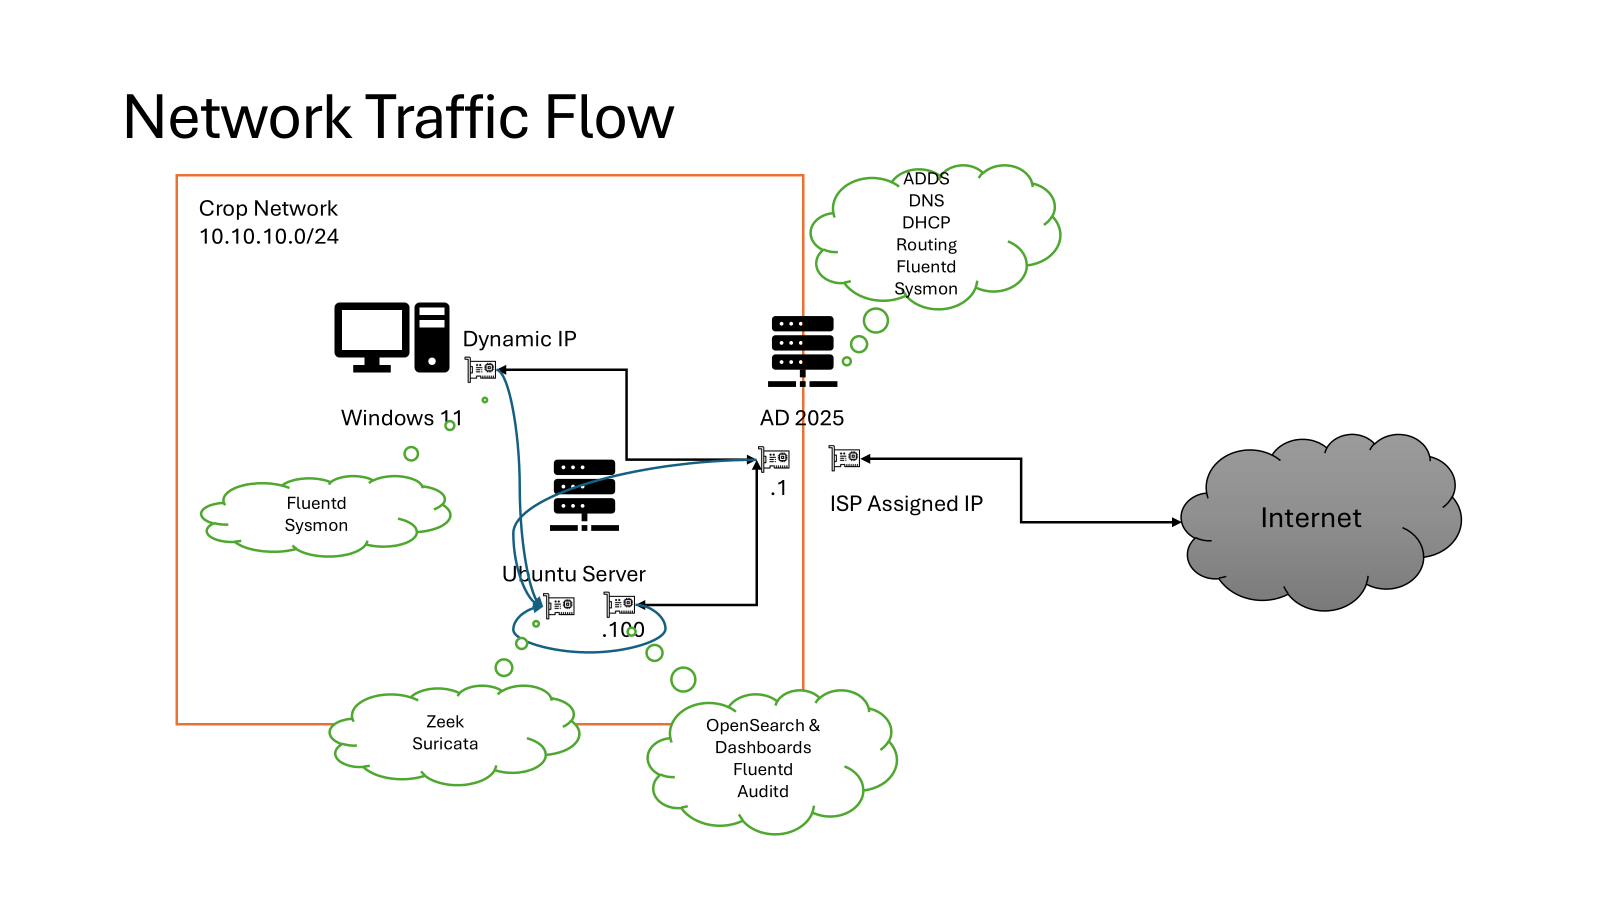 Network Traffic Flow
Crop Network
10.10.10.0/24
ADDS
DNS
DHCP
Routing
Fluentd
Sysmon
Dynamic IP
Windows 11
AD 2025
.1
ISP Assigned IP
Internet
Fluentd
Sysmon
Ubuntu Server
.100
Zeek
Suricata
OpenSearch &
Dashboards
Fluentd
Auditd